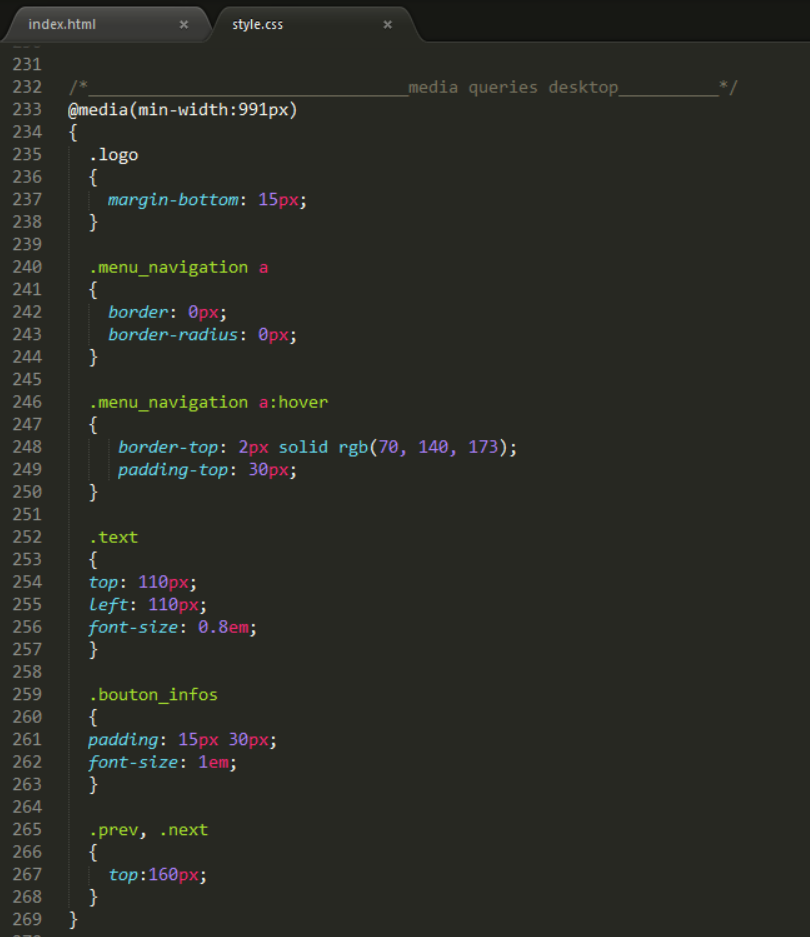 index.html × style.css ×
231
232 /*________________________________media queries desktop__________*/
233 @media(min-width:991px)
234 {
235 .logo
236 {
237 margin-bottom: 15px;
238 }
239
240 .menu_navigation a
241 {
242 border: 0px;
243 border-radius: 0px;
244 }
245
246 .menu_navigation a:hover
247 {
248 border-top: 2px solid rgb(70, 140, 173);
249 padding-top: 30px;
250 }
251
252 .text
253 {
254 top: 110px;
255 left: 110px;
256 font-size: 0.8em;
257 }
258
259 .bouton_infos
260 {
261 padding: 15px 30px;
262 font-size: 1em;
263 }
264
265 .prev, .next
266 {
267 top:160px;
268 }
269 }